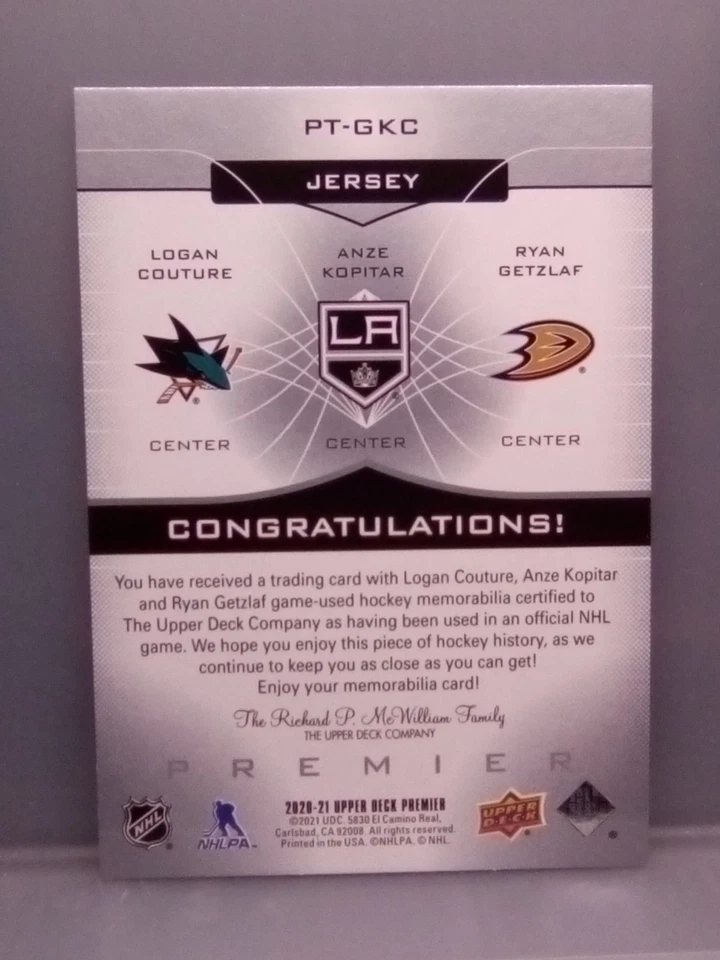 PT-GKC
JERSEY
LOGAN
COUTURE
ANZE
KOPITAR
RYAN
GETZLAF
LA
®
®
®
CENTER
CENTER
CENTER
CONGRATULATIONS!
You have received a trading card with Logan Couture, Anze Kopitar
and Ryan Getzlaf game-used hockey memorabilia certified to
The Upper Deck Company as having been used in an official NHL
game. We hope you enjoy this piece of hockey history, as we
continue to keep you as close as you can get!
Enjoy your memorabilia card!
The Richard P. McWilliam Family
THE UPPER DECK COMPANY
PREMIER
NHL
®
NHLPA
2020-21 UPPER DECK PREMIER
©2021 UDC. 5830 El Camino Real,
Carlsbad, CA 92008. All rights reserved.
Printed in the USA. ©NHLPA. © NHL.
UPPER
DECK
®